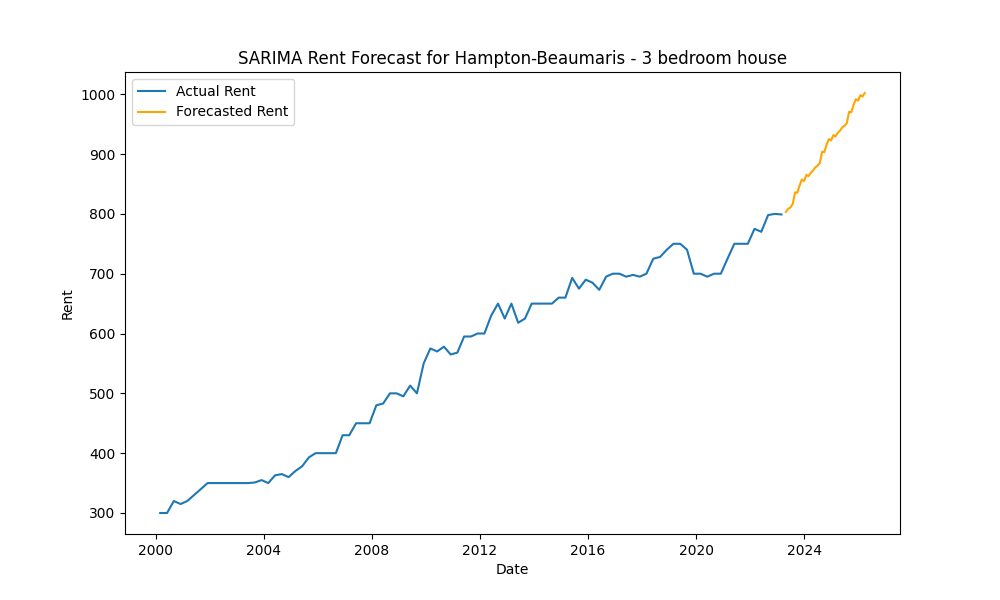 SARIMA Rent Forecast for Hampton-Beaumaris - 3 bedroom house
Actual Rent
Forecasted Rent
Rent
1000
900
800
700
600
500
400
300
2000 2004 2008 2012 2016 2020 2024
Date